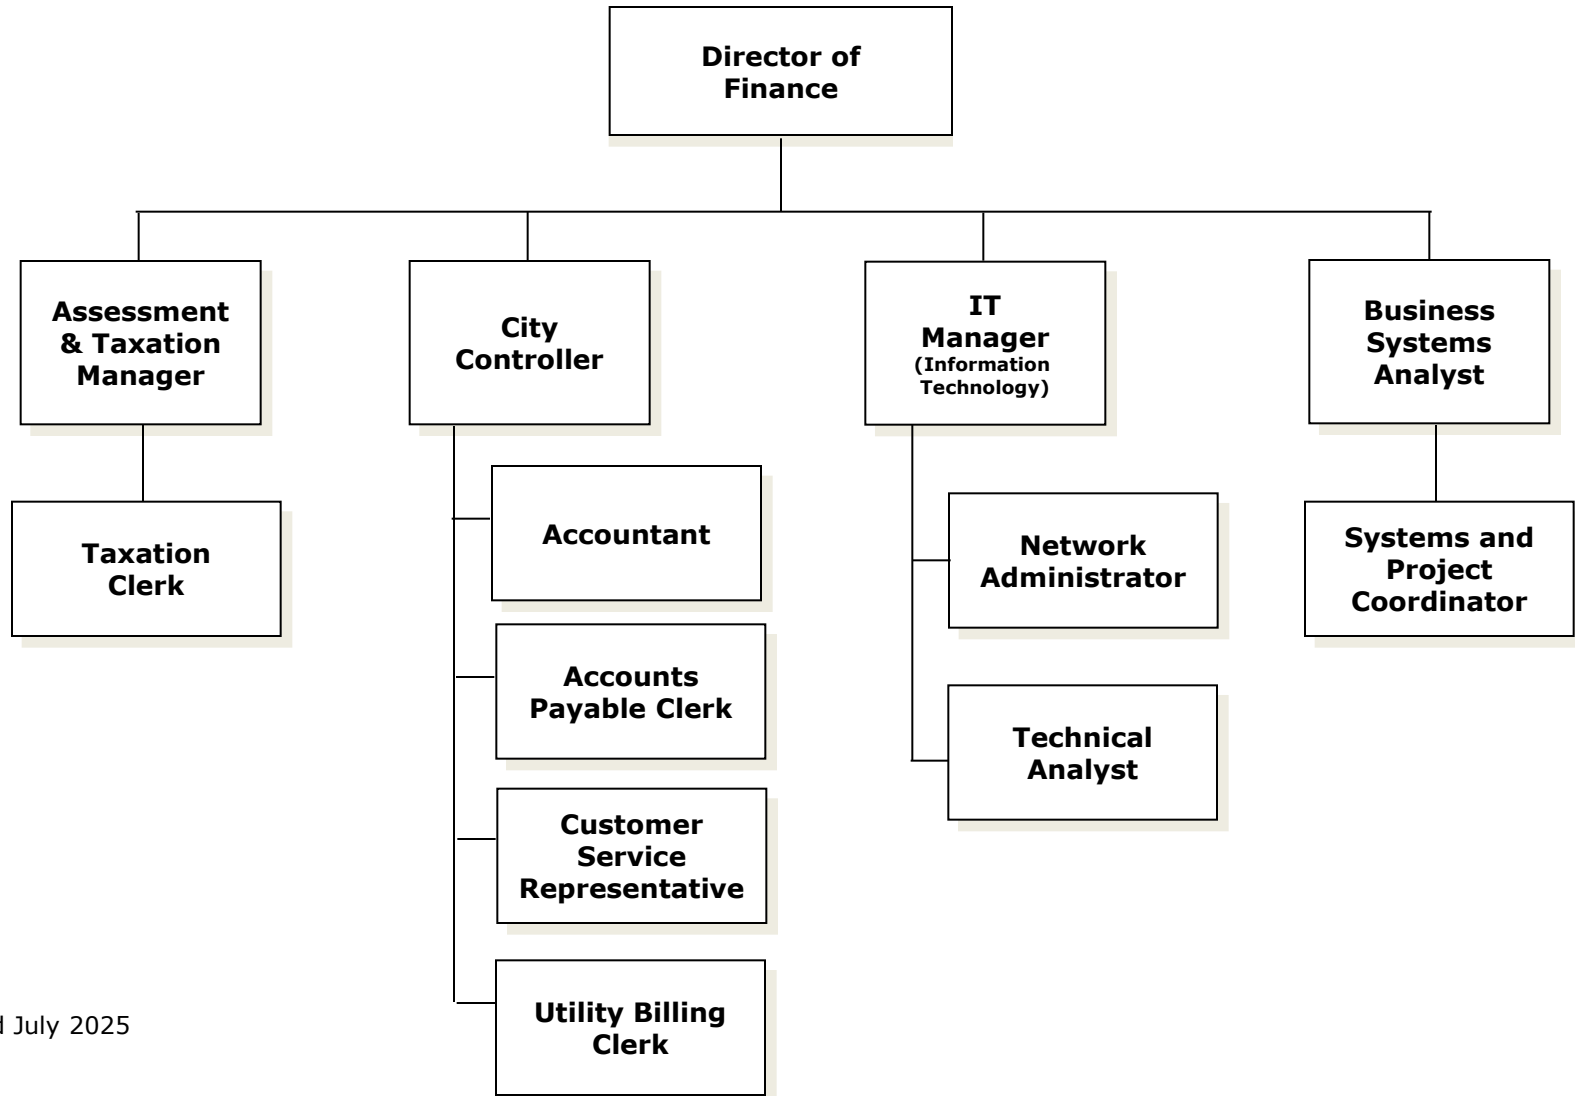 Director of
Finance
Assessment
& Taxation
Manager
City
Controller
IT
Manager
(Information
Technology)
Business
Systems
Analyst
Taxation
Clerk
Accountant
Accounts
Payable Clerk
Customer
Service
Representative
Utility Billing
Clerk
Network
Administrator
Technical
Analyst
Systems and
Project
Coordinator
July 2025